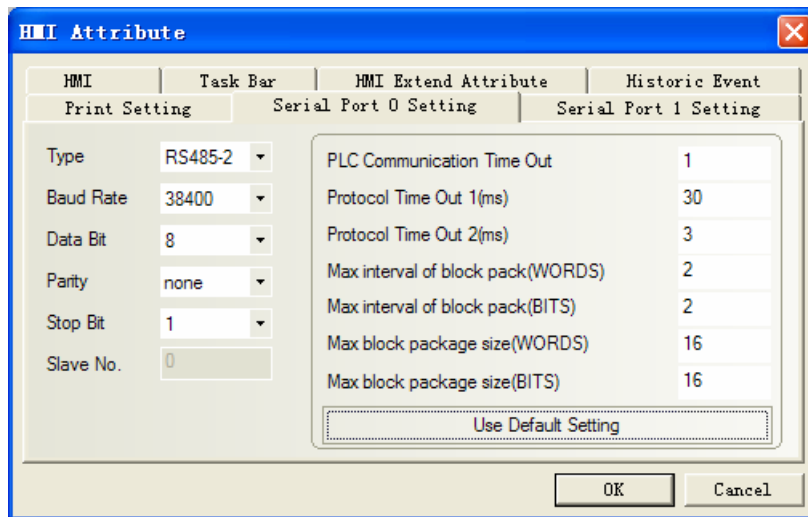 HMI Attribute
HMI Task Bar HMI Extend Attribute Historic Event
Print Setting Serial Port 0 Setting Serial Port 1 Setting
Type RS485-2
Baud Rate 38400
Data Bit 8
Parity none
Stop Bit 1
Slave No. 0
PLC Communication Time Out 1
Protocol Time Out 1(ms) 30
Protocol Time Out 2(ms) 3
Max interval of block pack(WORDS) 2
Max interval of block pack(BITS) 2
Max block package size(WORDS) 16
Max block package size(BITS) 16
Use Default Setting
OK Cancel